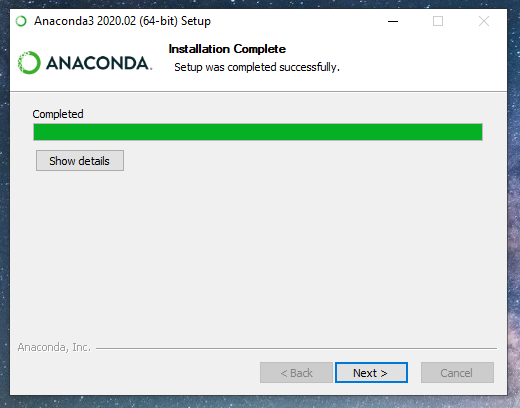 Anaconda3 2020.02 (64-bit) Setup
ANACONDA.
Installation Complete
Setup was completed successfully.
Completed
Show details
Anaconda, Inc.
< Back
Next >
Cancel